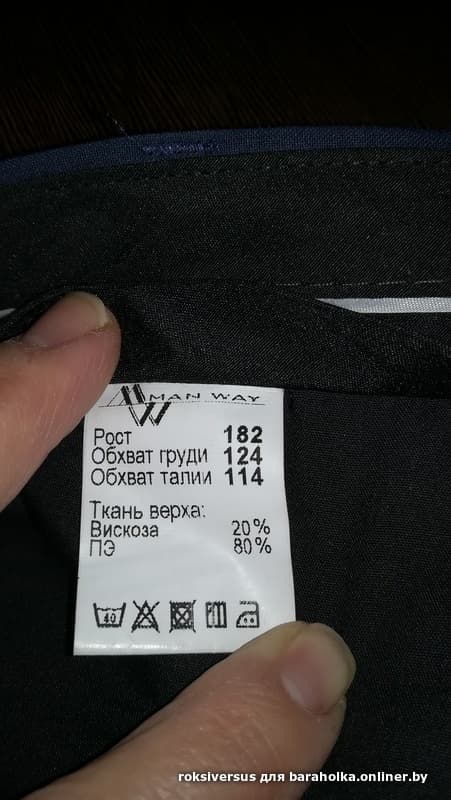 MAN WAY
Рост 182
Обхват груди 124
Обхват талии 114
Ткань верха:
Вискоза 20%
ПЭ 80%
40
roksiversus для baraholka.onliner.by